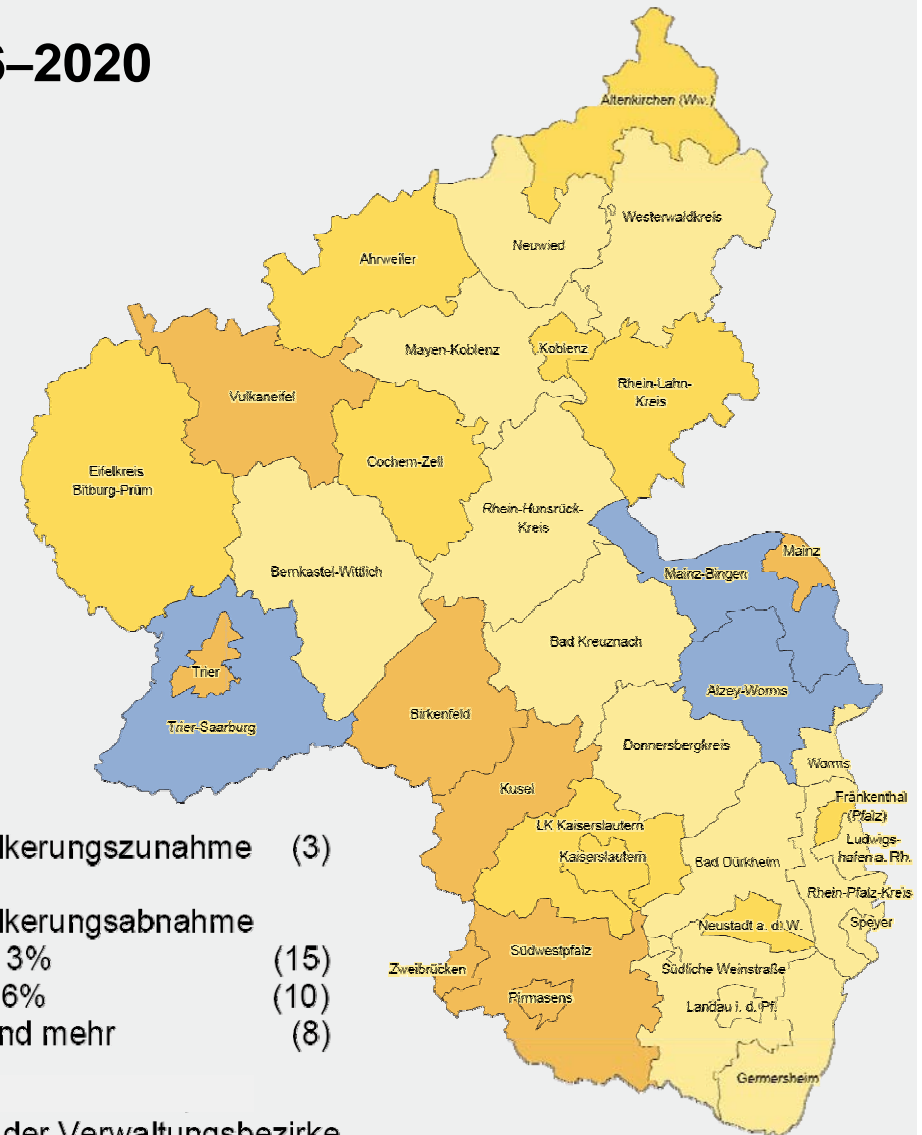 6–2020
Altenkirchen (Ww.)
Westerwaldkreis
Neuwied
Ahrweiler
Mayen-Koblenz
Koblenz
Rhein-Lahn-
Kreis
Vulkaneifel
Cochem-Zell
Eifelkreis
Bitburg-Prüm
Rhein-Hunsrück-
Kreis
Mainz
Mainz-Bingen
Bernkastel-Wittlich
Bad Kreuznach
Trier
Alzey-Worms
Trier-Saarburg
Birkenfeld
Donnersbergkreis
Worms
Kusel
Frankenthal
(Pfalz)
LK Kaiserslautern
Ludwigs-
hafen a. Rh.
Kaiserslautern
Bad Dürkheim
Rhein-Pfalz-Kreis
Neustadt a. d. W.
Speyer
Südwestpfalz
Zweibrücken
Südliche Weinstraße
Pirmasens
Landau i. d. Pf.
Germersheim
lkerungszunahme (3)
lkerungsabnahme
3% (15)
6% (10)
nd mehr (8)
der Verwaltungsbezirke